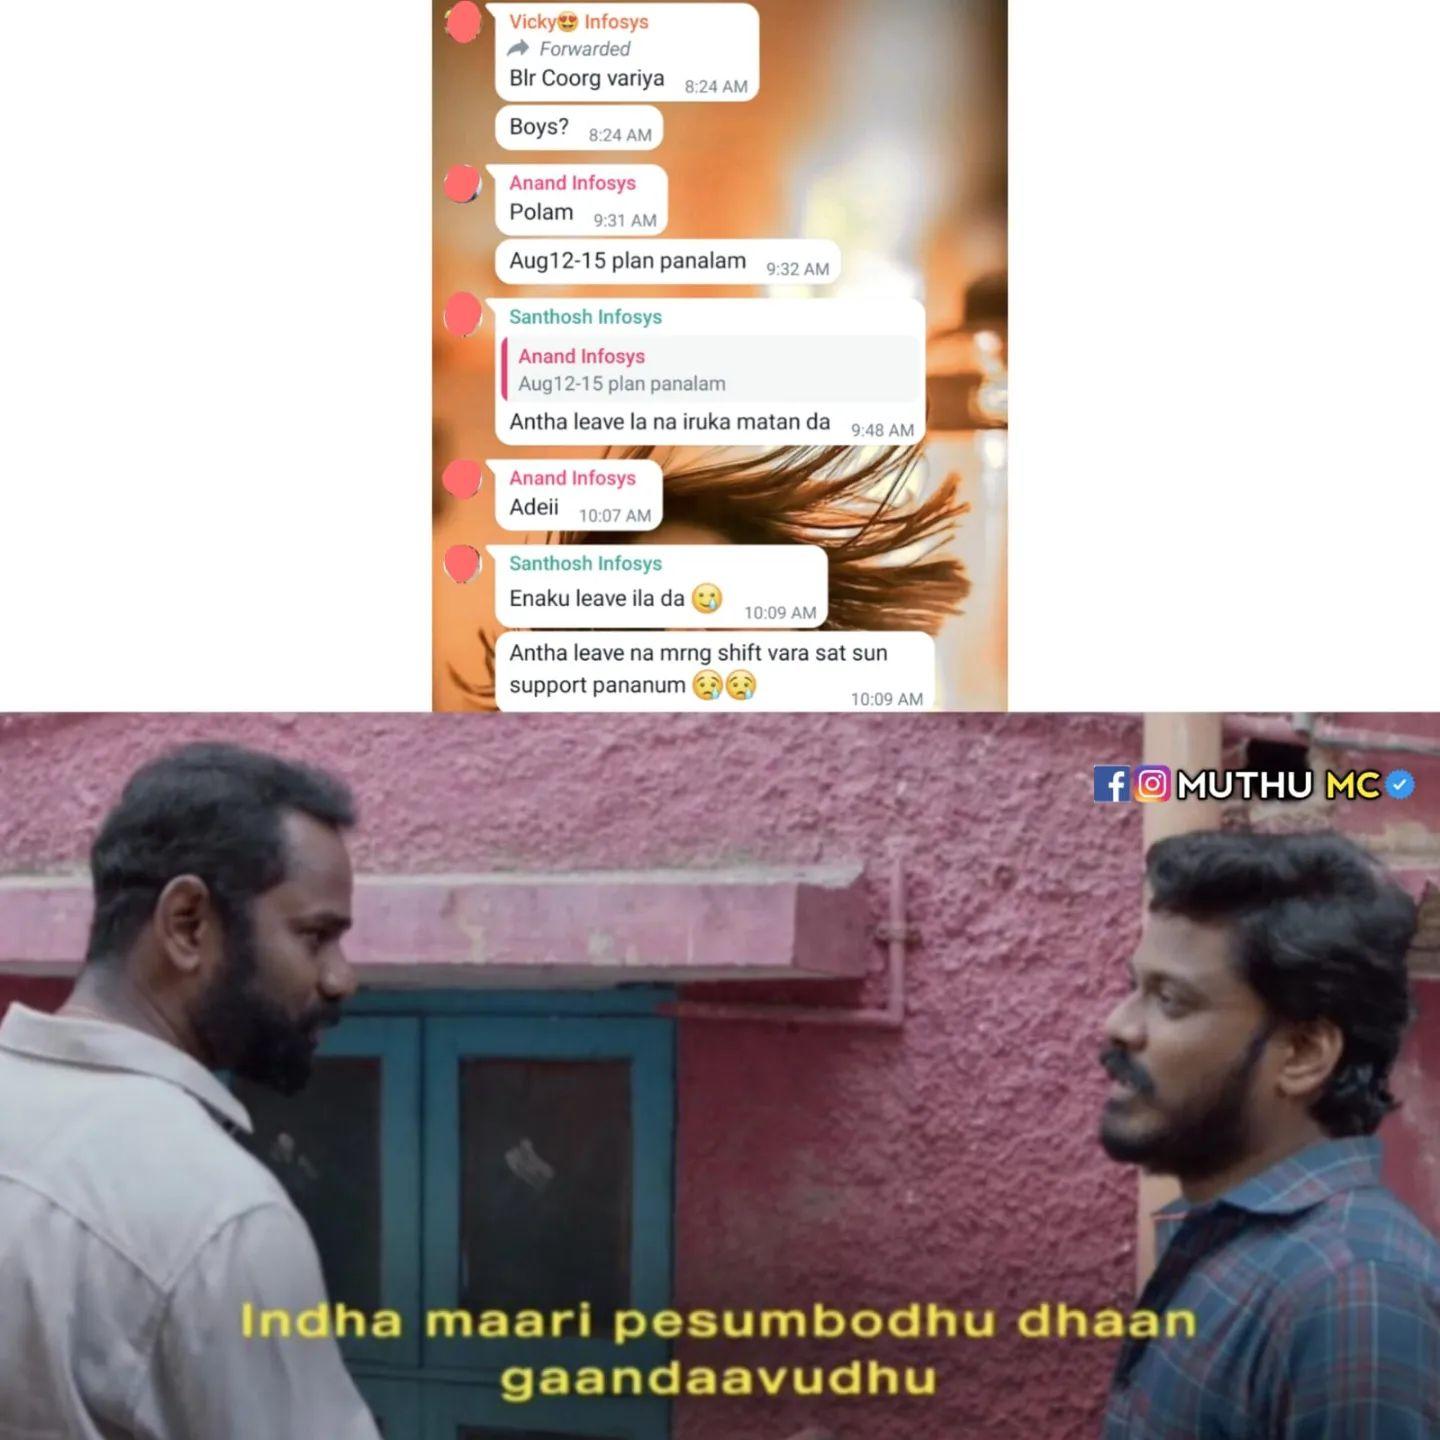 Vicky😍 Infosys
Forwarded
Blr Coorg variya 8:24 AM
Boys? 8:24 AM
Anand Infosys
Polam 9:31 AM
Aug12-15 plan panalam 9:32 AM
Santhosh Infosys
Anand Infosys
Aug12-15 plan panalam
Antha leave la na iruka matan da 9:48 AM
Anand Infosys
Adeii 10:07 AM
Santhosh Infosys
Enaku leave ila da 🥲 10:09 AM
Antha leave na mrng shift vara sat sun
support pananum 😢😢 10:09 AM
MUTHU MC
Indha maari pesumbodhu dhaan
gaandaavudhu